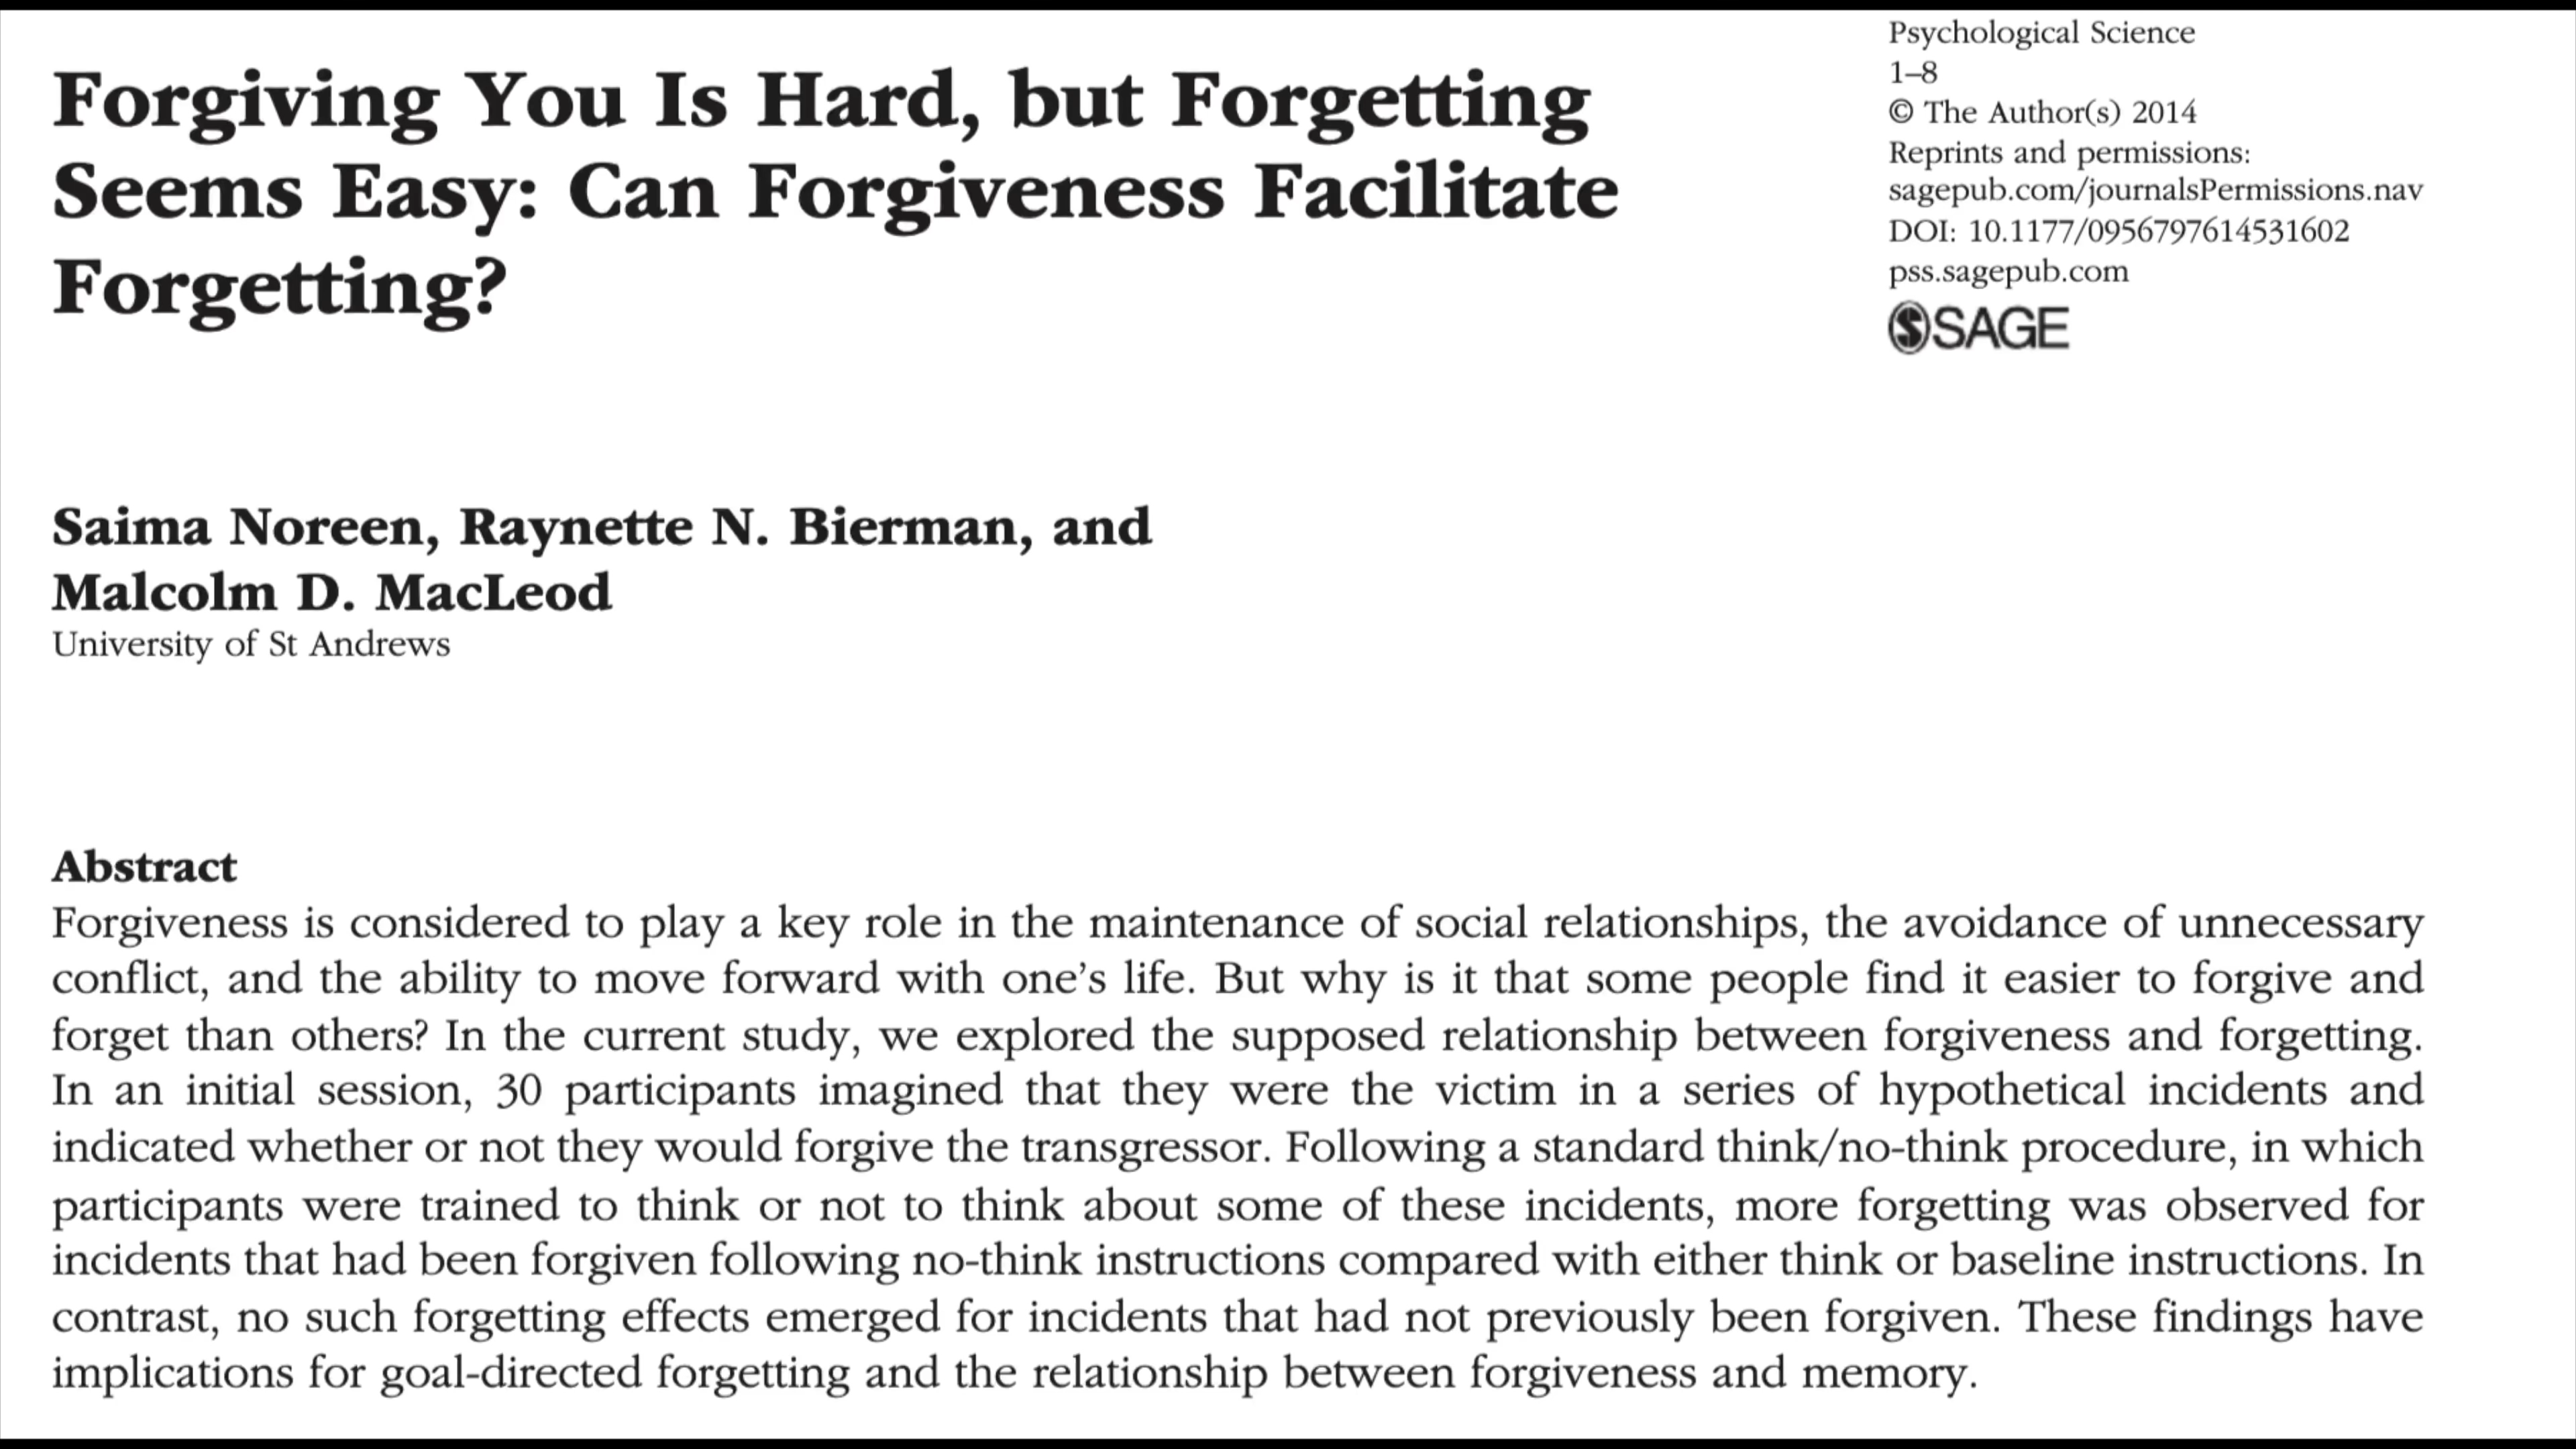 Forgiving You Is Hard, but Forgetting
Seems Easy: Can Forgiveness Facilitate
Forgetting?
Psychological Science
1–8
© The Author(s) 2014
Reprints and permissions:
sagepub.com/journalsPermissions.nav
DOI: 10.1177/0956797614531602
pss.sagepub.com
SAGE
Saima Noreen, Raynette N. Bierman, and
Malcolm D. MacLeod
University of St Andrews
Abstract
Forgiveness is considered to play a key role in the maintenance of social relationships, the avoidance of unnecessary
conflict, and the ability to move forward with one’s life. But why is it that some people find it easier to forgive and
forget than others? In the current study, we explored the supposed relationship between forgiveness and forgetting.
In an initial session, 30 participants imagined that they were the victim in a series of hypothetical incidents and
indicated whether or not they would forgive the transgressor. Following a standard think/no-think procedure, in which
participants were trained to think or not to think about some of these incidents, more forgetting was observed for
incidents that had been forgiven following no-think instructions compared with either think or baseline instructions. In
contrast, no such forgetting effects emerged for incidents that had not previously been forgiven. These findings have
implications for goal-directed forgetting and the relationship between forgiveness and memory.